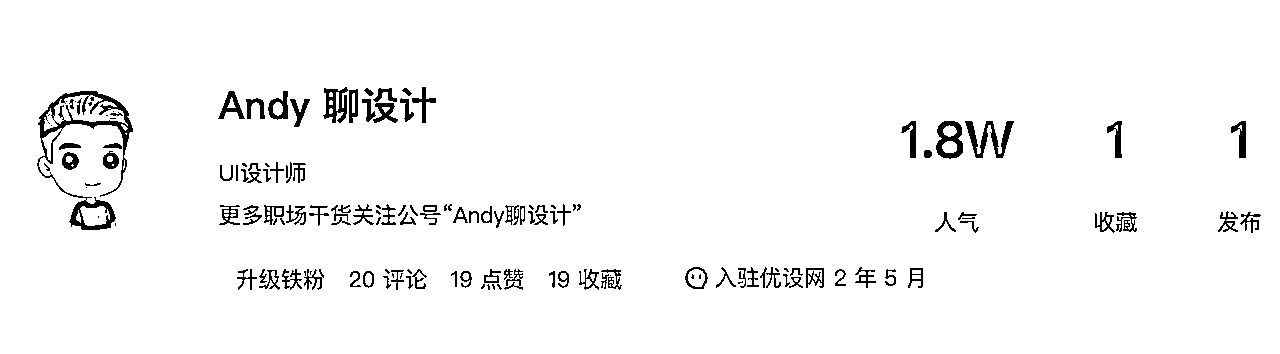 Andy 聊设计
UI设计师
更多职场干货关注公号“Andy聊设计”
升级铁粉 20 评论 19 点赞 19 收藏 入驻优设网 2 年 5 月
1.8W 1 1
人气 收藏 发布